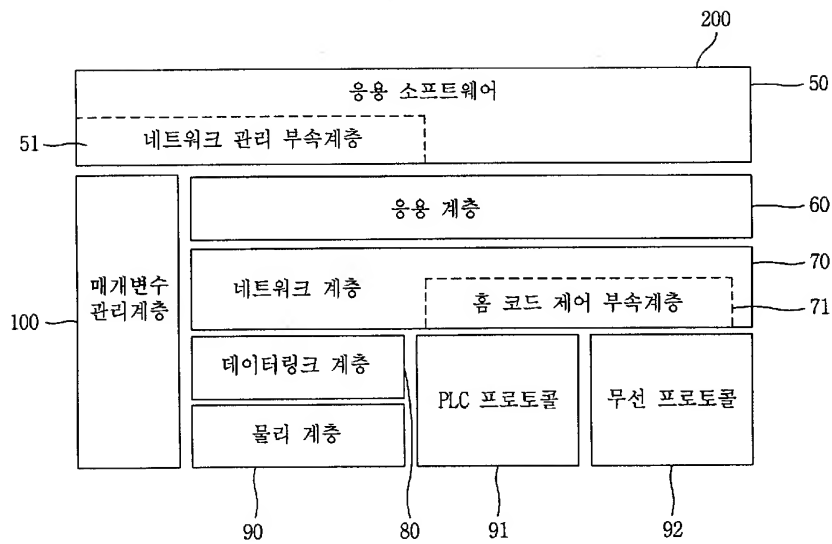 200
응용 소프트웨어
50
51
네트워크 관리 부속계층
응용 계층
60
매개변수
관리계층
100
네트워크 계층
70
홈 코드 제어 부속계층
71
데이터링크 계층
PLC 프로토콜
무선 프로토콜
물리 계층
90
80
91
92